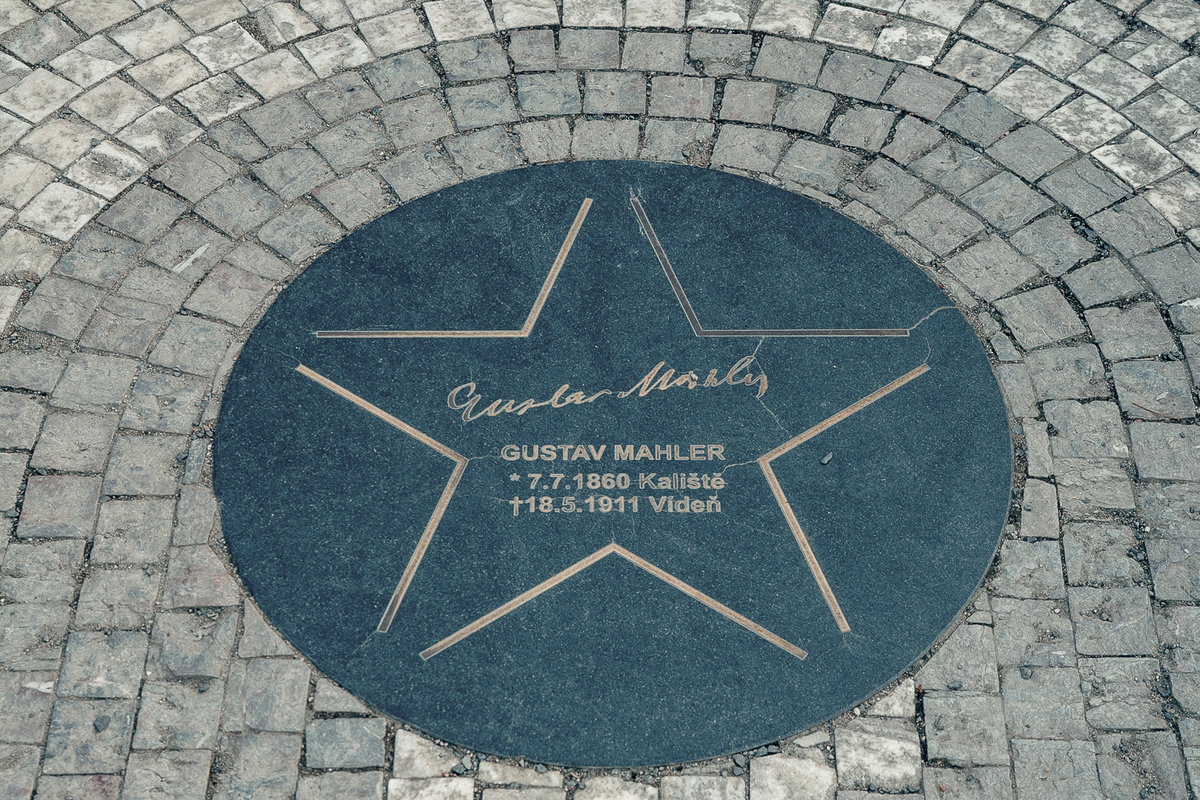 Gustav Mahler
GUSTAV MAHLER
* 7.7.1860 Kaliště
†18.5.1911 Vídeň